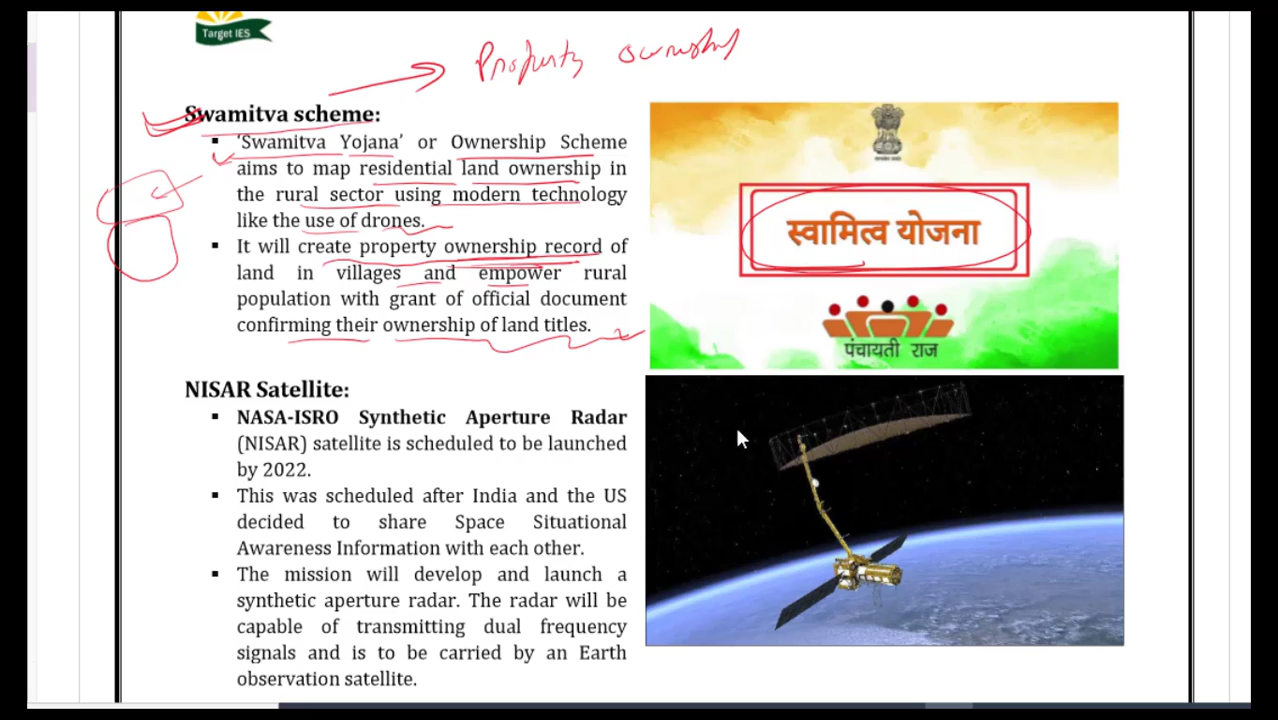 Target IES
Property ownership
Swamitva scheme:
▪ ‘Swamitva Yojana’ or Ownership Scheme
aims to map residential land ownership in
the rural sector using modern technology
like the use of drones.
▪ It will create property ownership record of
land in villages and empower rural
population with grant of official document
confirming their ownership of land titles.
स्वामित्व योजना
पंचायती राज
NISAR Satellite:
▪ NASA-ISRO Synthetic Aperture Radar
(NISAR) satellite is scheduled to be launched
by 2022.
▪ This was scheduled after India and the US
decided to share Space Situational
Awareness Information with each other.
▪ The mission will develop and launch a
synthetic aperture radar. The radar will be
capable of transmitting dual frequency
signals and is to be carried by an Earth
observation satellite.